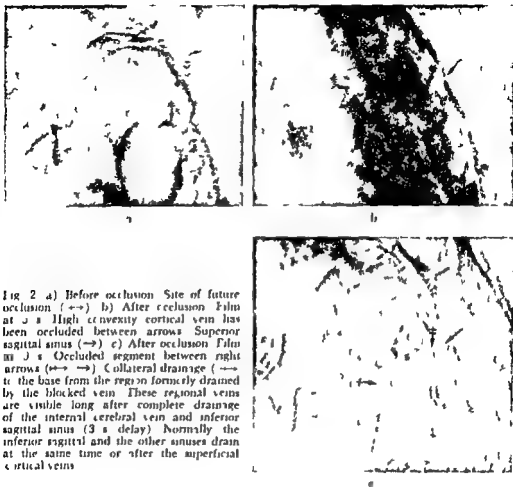 a
b
Fig 2 a) Before occlusion Site of future
occlusion (↔) b) After occlusion Film
at 3 s High convexity cortical vein has
been occluded between arrows Superior
sagittal sinus (→) c) After occlusion Film
at 3 s Occluded segment between right
arrows (↦ →) Collateral drainage (→
to the base from the region formerly drained
by the blocked vein These regional veins
are visible long after complete drainage
of the internal cerebral vein and inferior
sagittal sinus (3 s delay) Normally the
inferior sagittal and the other sinuses drain
at the same time or after the superficial
cortical veins
c